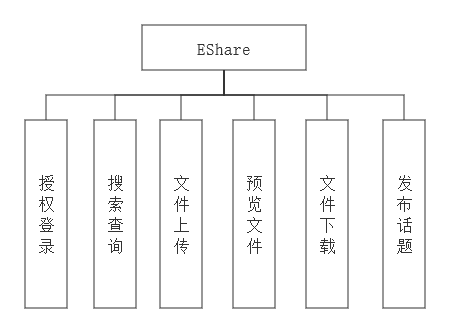 EShare
授权登录
搜索查询
文件上传
预览文件
文件下载
发布话题